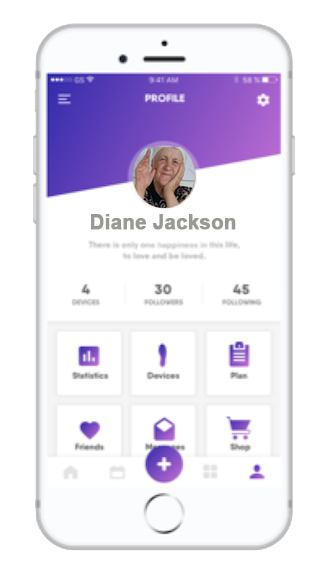 GS 9:41 AM 58 %
PROFILE
Diane Jackson
There is only one happiness in this life,
to love and be loved.
4 30 45
DEVICES FOLLOWERS FOLLOWING
Statistics Devices Plan
Friends Messages Shop